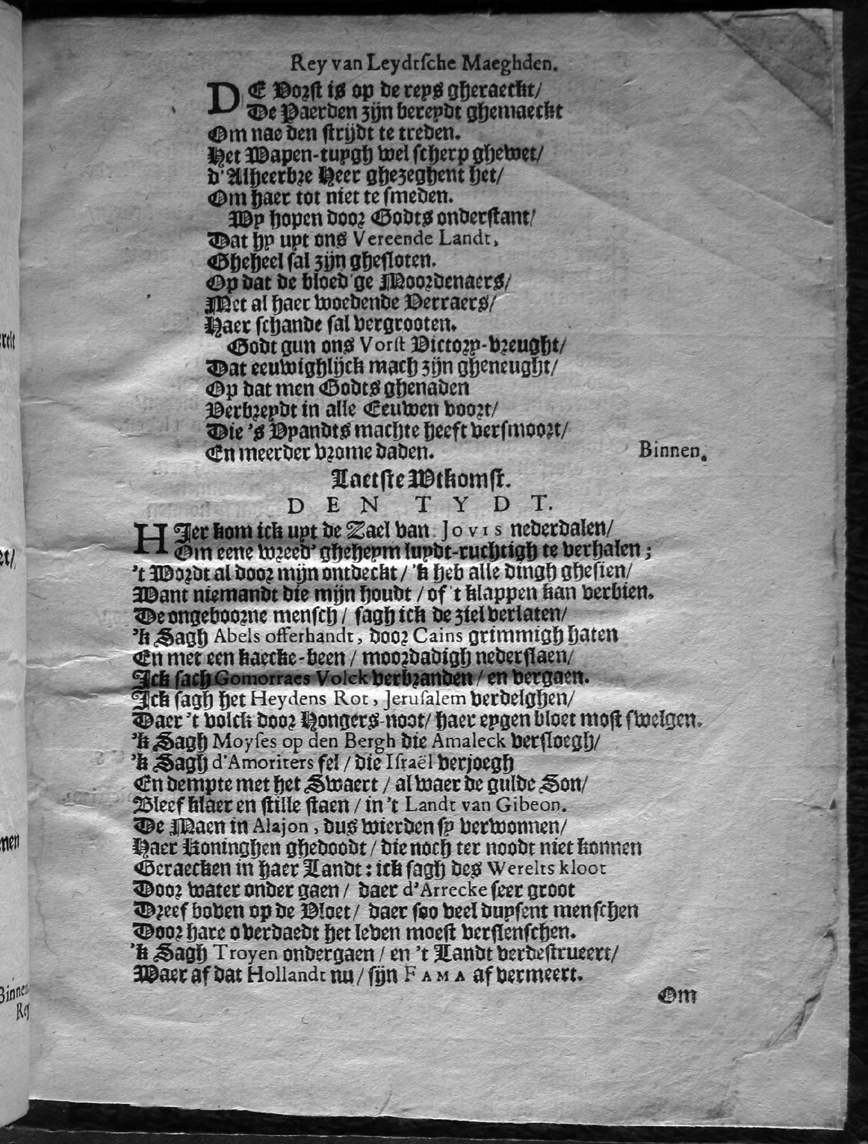 Rey van Leydtsche Maeghden.
DE Vorst is op de reys gheraeckt/
De Paerden zijn bereydt ghemaeckt
Om nae den strijdt te treden.
Het Wapen-tuygh wel scherp ghewet/
d'Alheerbre Heer ghezeghent het/
Om haer tot niet te smeden.
Wy hopen door Godts onderstant/
Dat hy uyt ons Vereende Landt,
Gheheel sal zijn ghesloten.
Op dat de bloed'ge Moordenaers/
Met al haer woedende Verraers/
Haer schande sal vergrooten.
Godt gun ons Vorst Victory-vreught/
Dat eeuwighlijck mach zijn gheneught/
Op dat men Godts ghenaden
Verbreydt in alle Eeuwen voort/
Die 's Vyandts machte heeft versmoort/
En meerder vrome daden.
Binnen.
Laetste Wtkomst.
DEN TYDT.
HIer kom ick uyt de Zael van Jovis nederdalen/
Om eene wreed' gheheym luydt-ruchtigh te verhalen;
't Wordt al door mijn ontdeckt/ 'k heb alle dingh ghesien/
Want niemandt die mijn houdt/ of 't klappen kan verbien.
De ongeboorne mensch/ sagh ick de ziel verlaten/
'k Sagh Abels offerhandt, door Cains grimmigh haten
En met een kaecke-been/ moordadigh nederslaen/
Ick sach Gomorraes Volck verbranden/ en vergaen.
Ick sagh het Heydens Rot, Jerusalem verdelghen/
Daer 't volck door Hongers-noot/ haer eygen bloet most swelgen.
'k Sagh Moyses op den Bergh die Amaleck versloegh/
'k Sagh d'Amoriters fel/ die Israël verjoegh
En dempte met het Swaert/ al waer de gulde Son/
Bleef klaer en stille staen/ in 't Landt van Gibeon.
De Maen in Alajon, dus wierden sy verwonnen/
Haer Koninghen ghedoodt/ die noch ter noodt niet konnen
Geraecken in haer Landt: ick sagh des Werelts kloot
Door water onder gaen/ daer d'Arrecke seer groot
Dreef boven op de Vloet/ daer soo veel duysent menschen
Door hare overdaedt het leven moest verslenschen.
'k Sagh Troyen ondergaen/ en 't Landt verdestrueert/
Waer af dat Hollandt nu/ sijn FAMA af vermeert.
Om